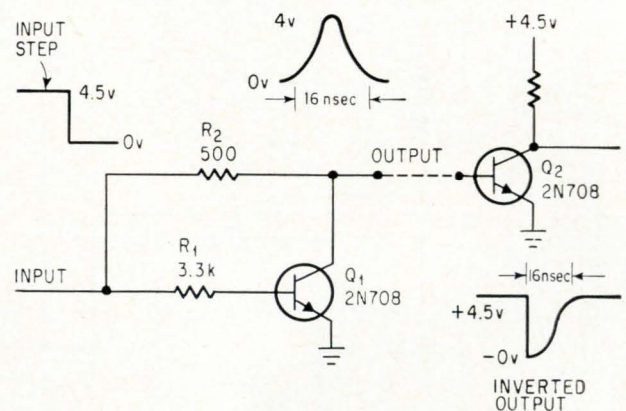 INPUT
STEP
4.5v
0v
4v
0v
16 nsec
+4.5v
R2
500
OUTPUT
Q2
2N708
INPUT
R1
3.3k
Q1
2N708
16nsec
+4.5v
-0v
INVERTED
OUTPUT